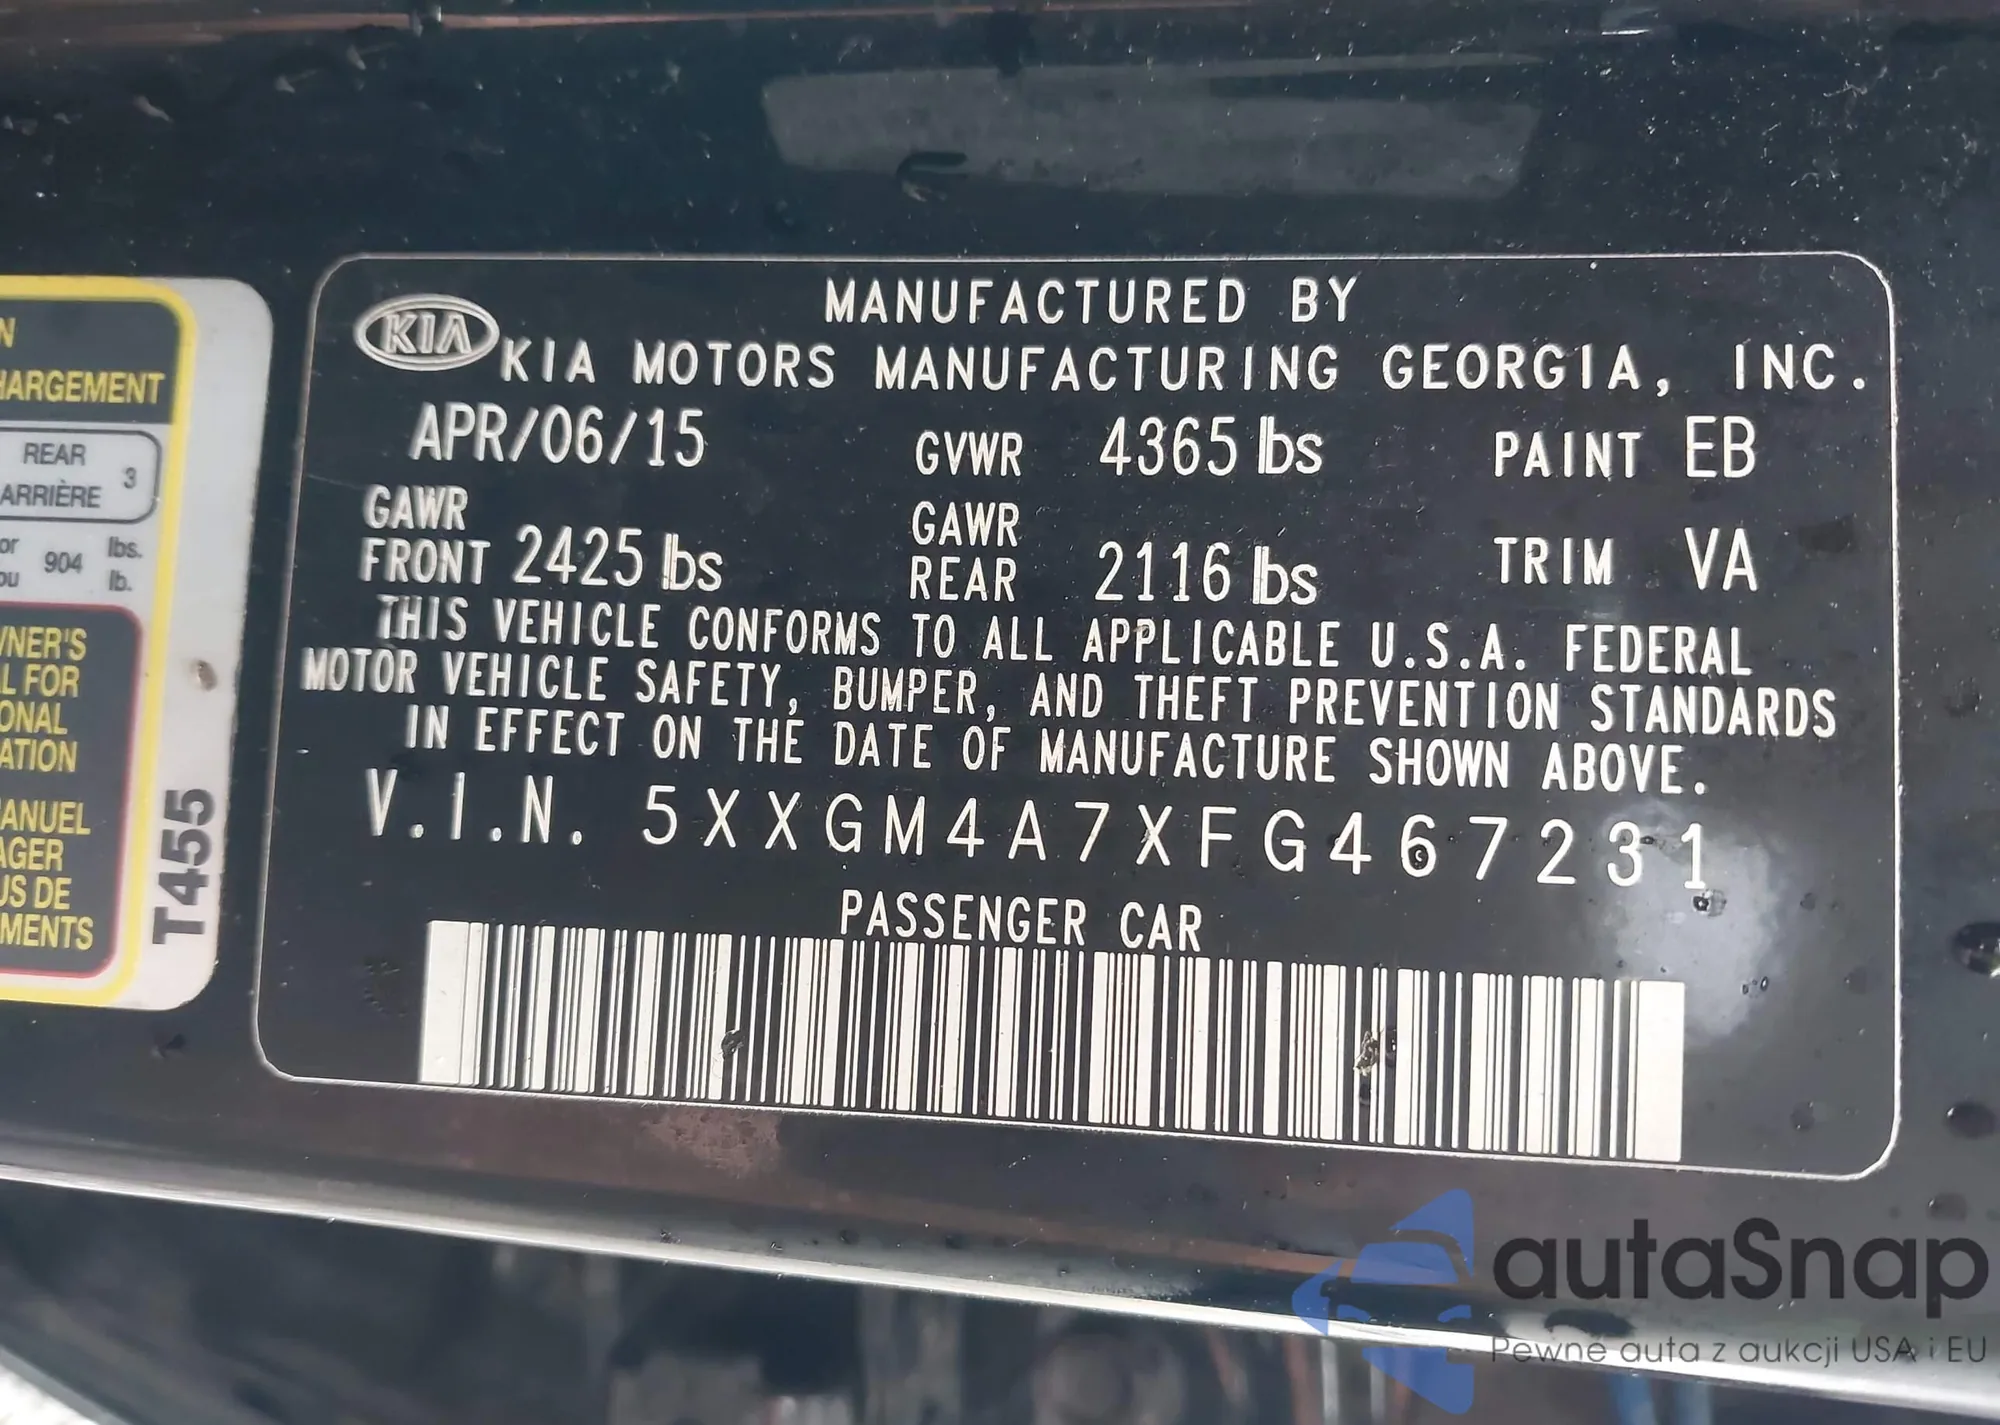 MANUFACTURED BY
KIA KIA MOTORS MANUFACTURING GEORGIA, INC.
APR/06/15 GVWR 4365 lbs PAINT EB
GAWR FRONT 2425 lbs GAWR REAR 2116 lbs TRIM VA
THIS VEHICLE CONFORMS TO ALL APPLICABLE U.S.A. FEDERAL
MOTOR VEHICLE SAFETY, BUMPER, AND THEFT PREVENTION STANDARDS
IN EFFECT ON THE DATE OF MANUFACTURE SHOWN ABOVE.
V.I.N. 5XXGM4A7XFG467231
PASSENGER CAR
REAR
ARRIÈRE 3
904 lbs.
lb.
FOR
DE
T455
autaSnap
Pewne auta z aukcji USA i EU